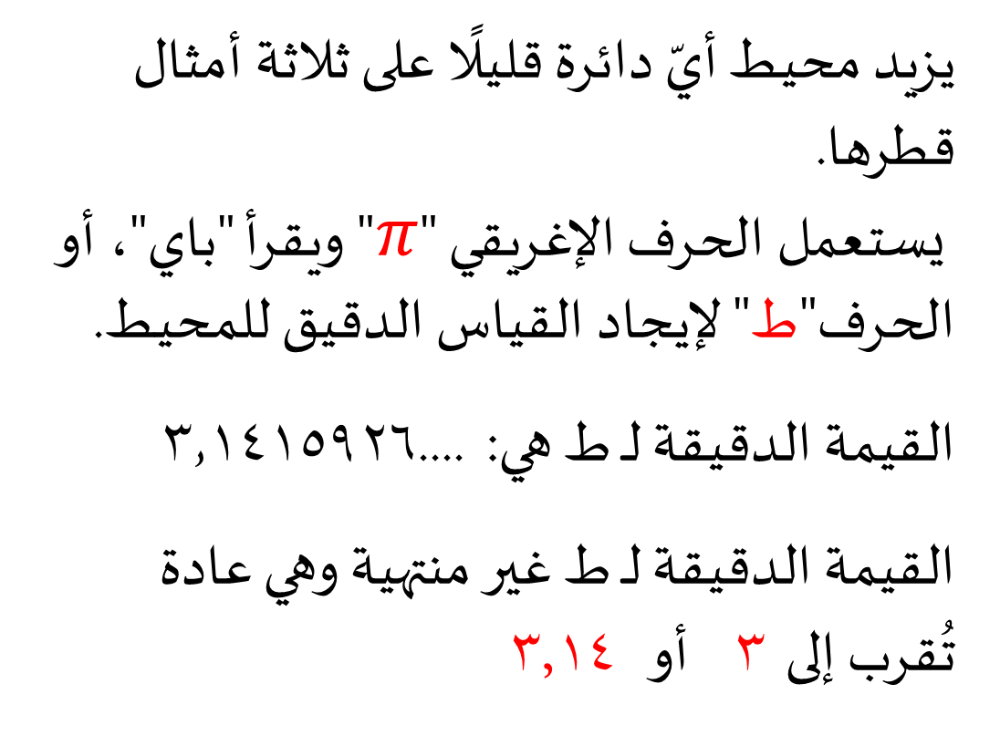 يزيد محيط أيّ دائرة قليلًا على ثلاثة أمثال
قطرها.
يستعمل الحرف الإغريقي "π" ويقرأ "باي"، أو
الحرف"ط" لإيجاد القياس الدقيق للمحيط.
القيمة الدقيقة لـ ط هي: ٣,١٤١٥٩٢٦....
القيمة الدقيقة لـ ط غير منتهية وهي عادة
تُقرب إلى ٣ أو ٣,١٤